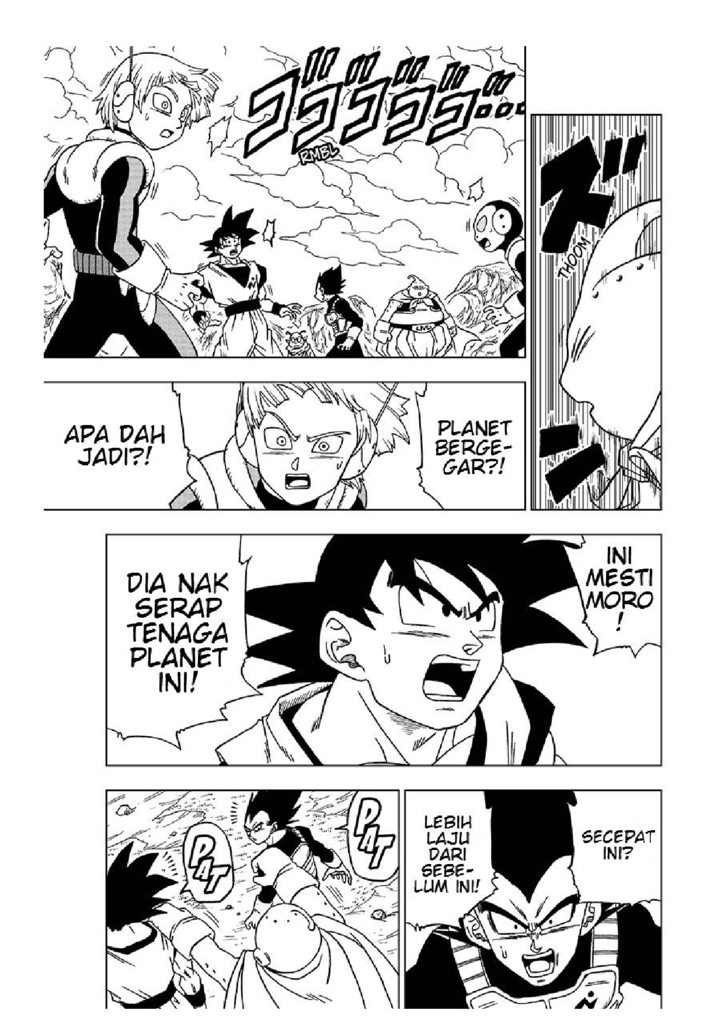 ゴゴゴゴゴ...
RMBL
ズズ
THOOM
PLANET
BERGE-
GAR?!
APA DAH
JADI?!
INI
MESTI
MORO
!
DIA NAK
SERAP
TENAGA
PLANET
INI!
SECEPAT
INI?
LEBIH
LAJU
DARI
SEBE-
LUM INI!
PAT
PAT